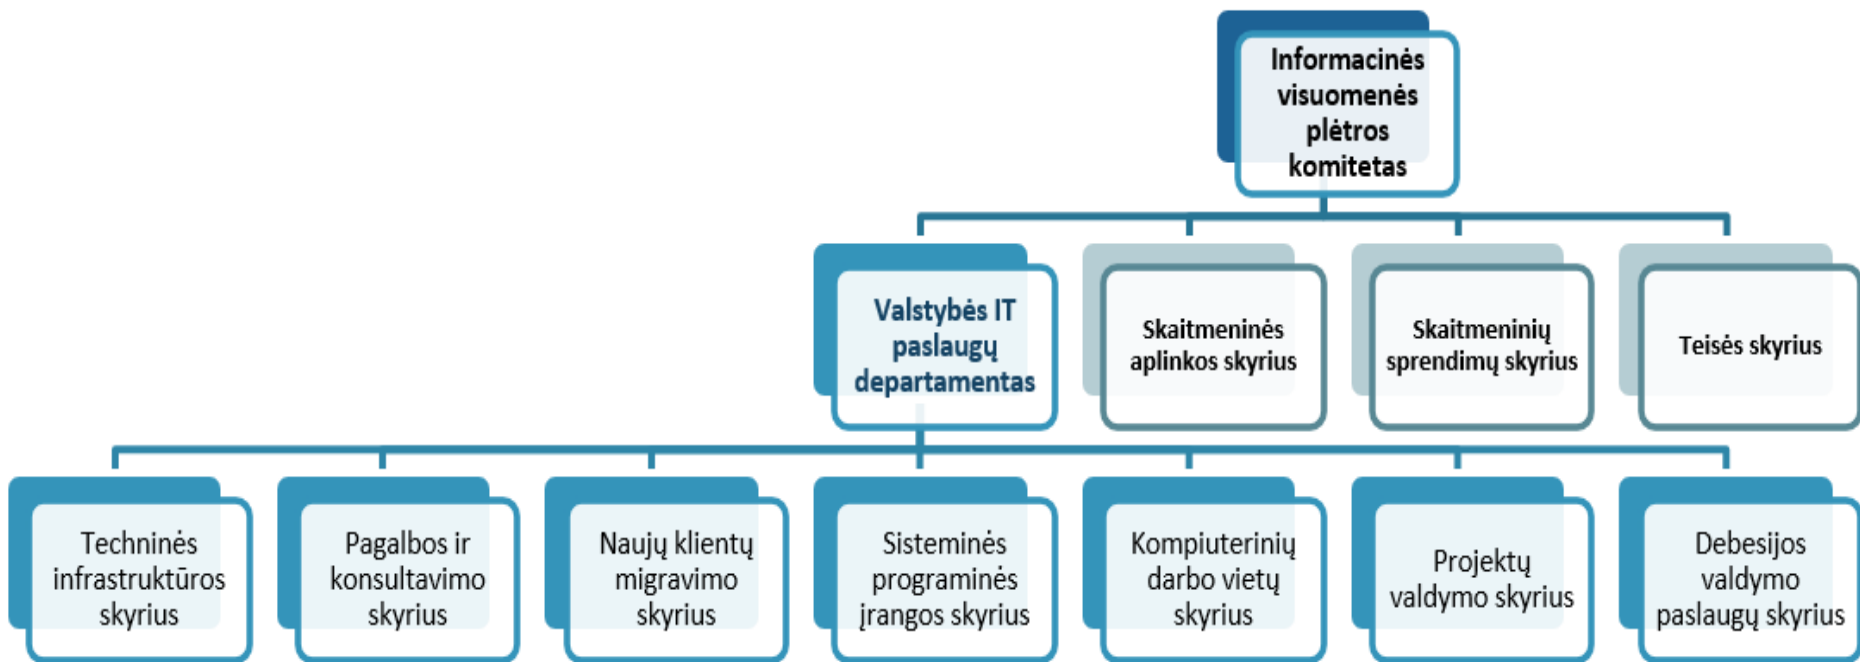 Informacinės
visuomenės
plėtros
komitetas
Valstybės IT
paslaugų
departamentas
Skaitmeninės
aplinkos skyrius
Skaitmeninių
sprendimų skyrius
Teisės skyrius
Techninės
infrastruktūros
skyrius
Pagalbos ir
konsultavimo
skyrius
Naujų klientų
migravimo
skyrius
Sisteminės
programinės
įrangos skyrius
Kompiuterinių
darbo vietų
skyrius
Projektų
valdymo skyrius
Debesijos
valdymo
paslaugų skyrius